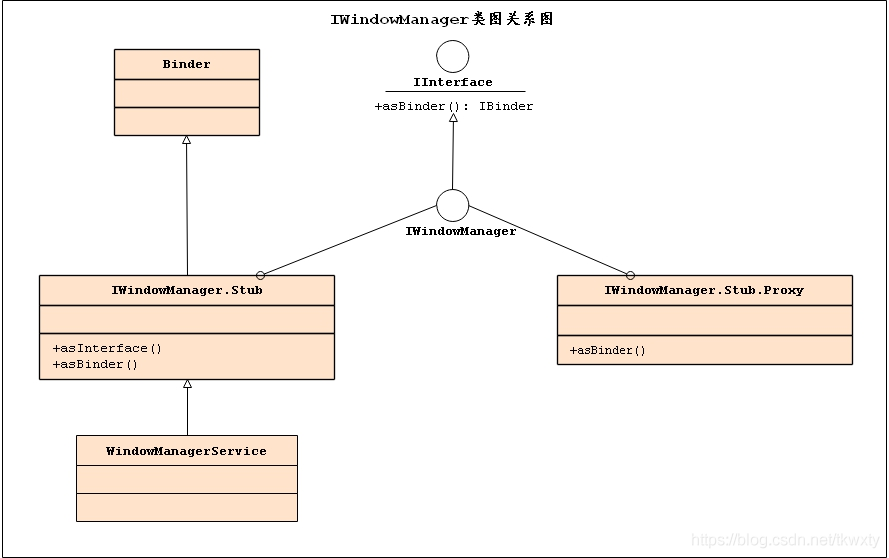 IWindowManager类图关系图
Binder
IInterface
+asBinder(): IBinder
IWindowManager
IWindowManager.Stub
+asInterface()
+asBinder()
IWindowManager.Stub.Proxy
+asBinder()
WindowManagerService
https://blog.csdn.net/tkwxty